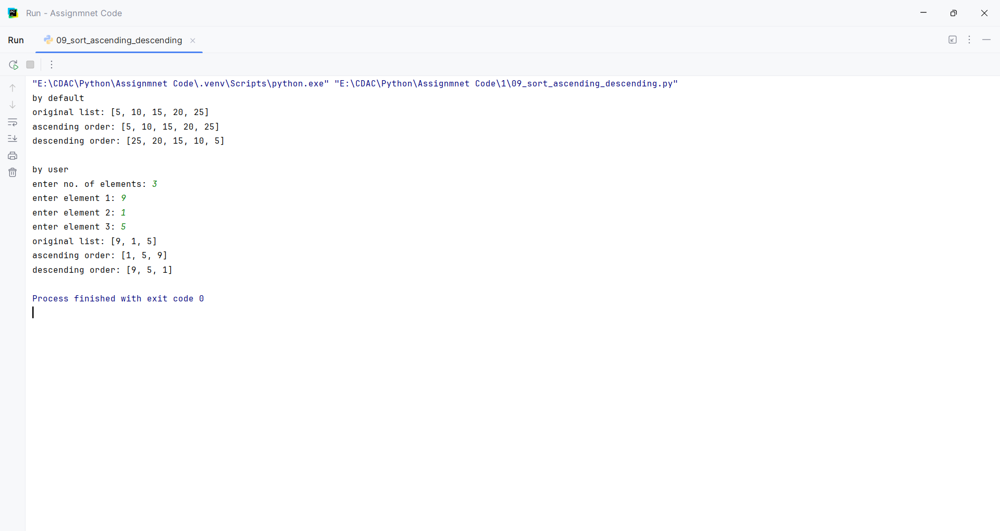 Run - Assignmnet Code
Run 09_sort_ascending_descending
"E:\CDAC\Python\Assignmnet Code\.venv\Scripts\python.exe" "E:\CDAC\Python\Assignmnet Code\1\09_sort_ascending_descending.py"
by default
original list: [5, 10, 15, 20, 25]
ascending order: [5, 10, 15, 20, 25]
descending order: [25, 20, 15, 10, 5]
by user
enter no. of elements: 3
enter element 1: 9
enter element 2: 1
enter element 3: 5
original list: [9, 1, 5]
ascending order: [1, 5, 9]
descending order: [9, 5, 1]
Process finished with exit code 0